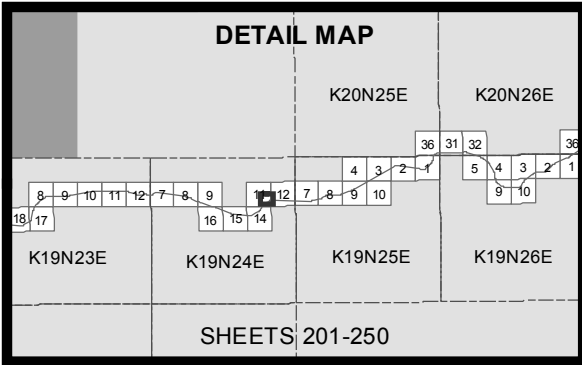 DETAIL MAP
K20N25E K20N26E
36 31 32 36
4 3 2 1 5 4 3 2 1
8 9 10 11 12 7 8 9 11 12 7 8 9 10 9 10
18 17 16 15 14
K19N23E K19N24E K19N25E K19N26E
SHEETS 201-250